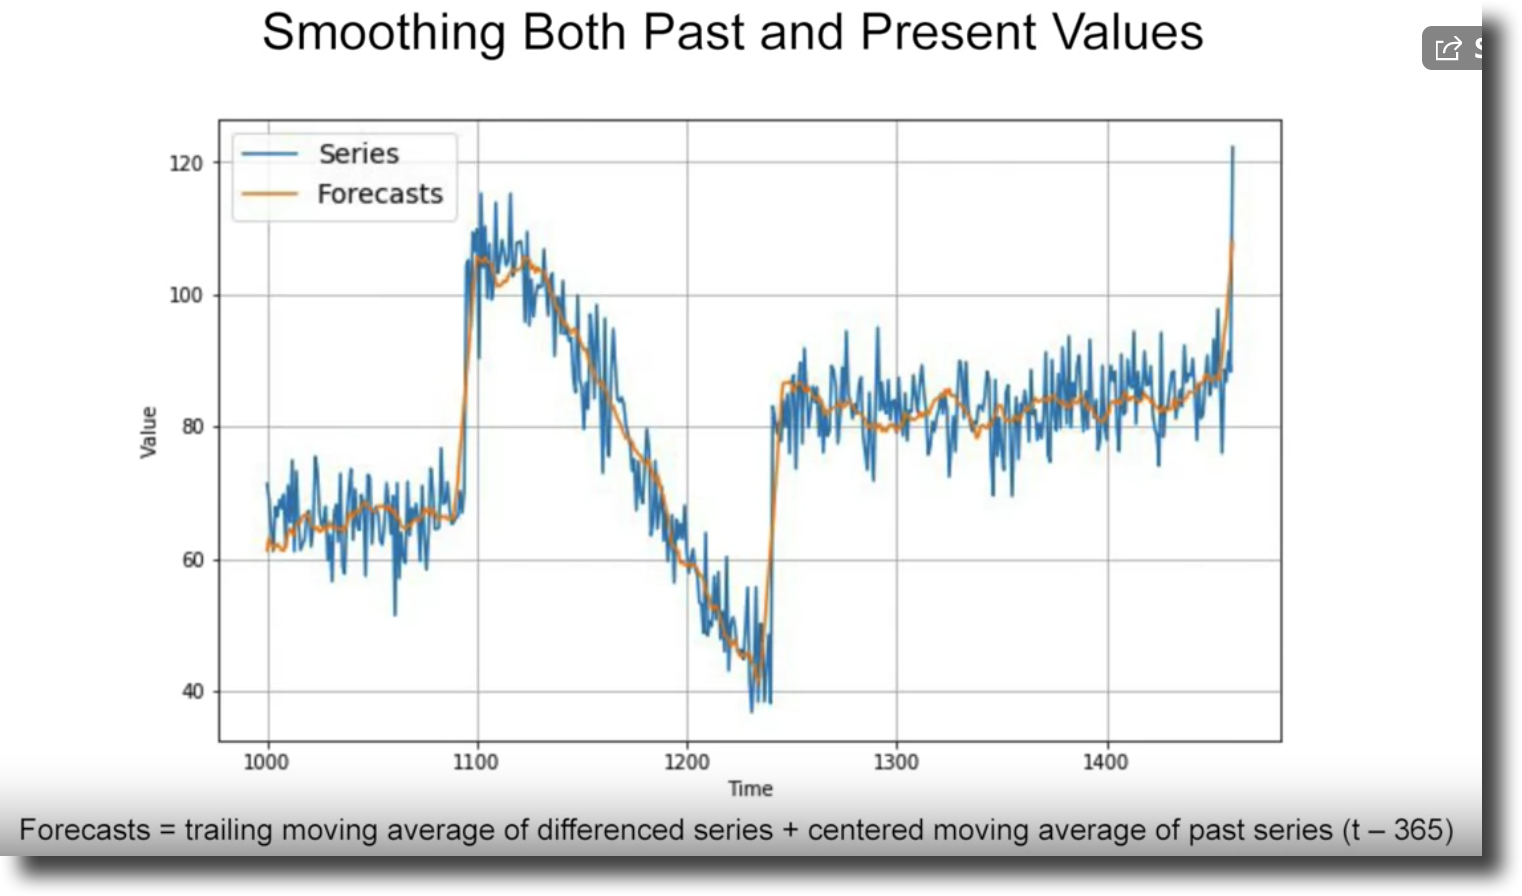 Smoothing Both Past and Present Values
S
Series
Forecasts
120
100
80
60
40
Value
1000 1100 1200 1300 1400
Time
Forecasts = trailing moving average of differenced series + centered moving average of past series (t – 365)